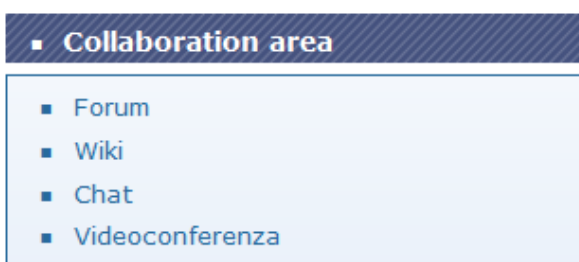 Collaboration area
Forum
Wiki
Chat
Videoconferenza